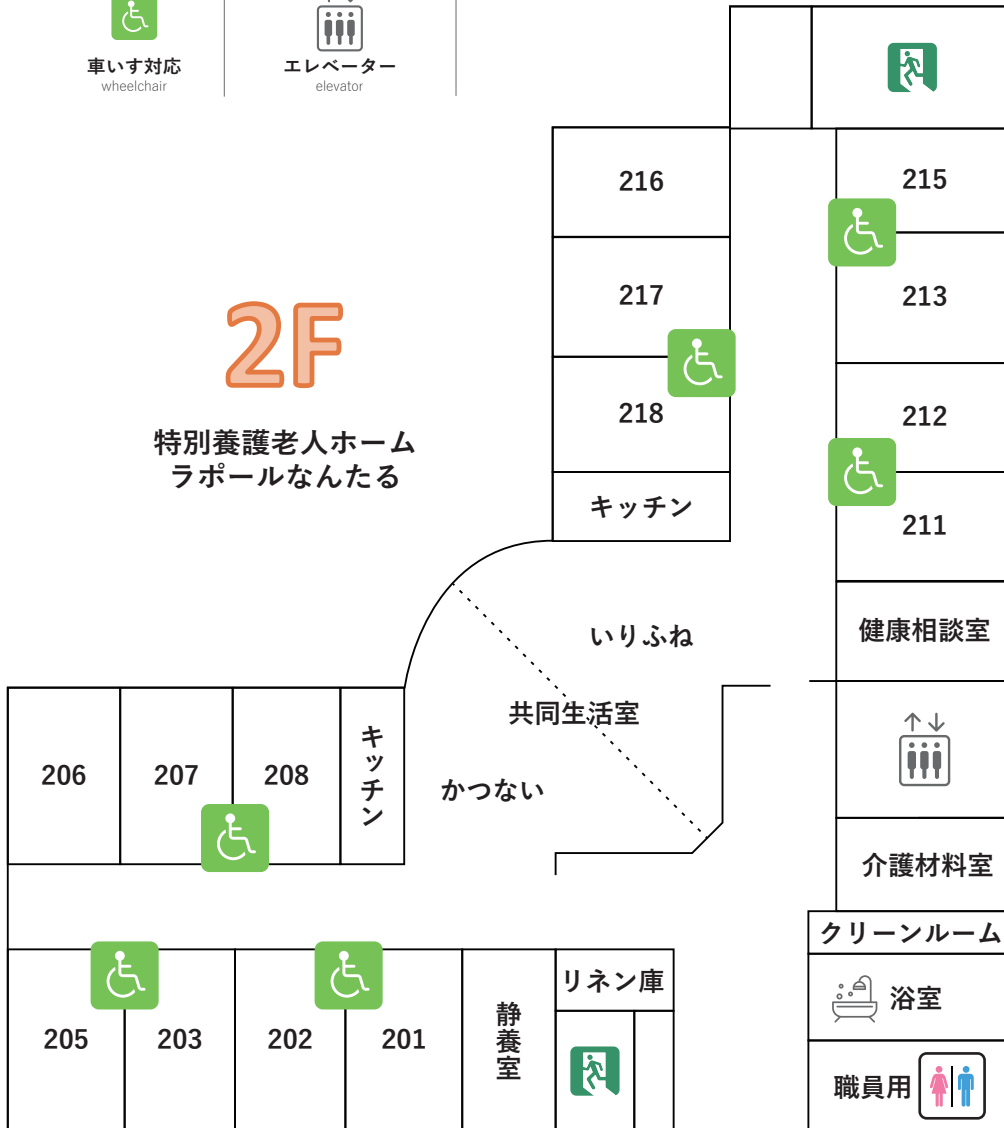 車いす対応
wheelchair
エレベーター
elevator
2F
特別養護老人ホーム
ラポールなんたる
216
217
218
キッチン
215
213
212
211
健康相談室
いりふね
共同生活室
かつない
206
207
208
キッチン
介護材料室
クリーンルーム
浴室
職員用
リネン庫
静養室
205
203
202
201